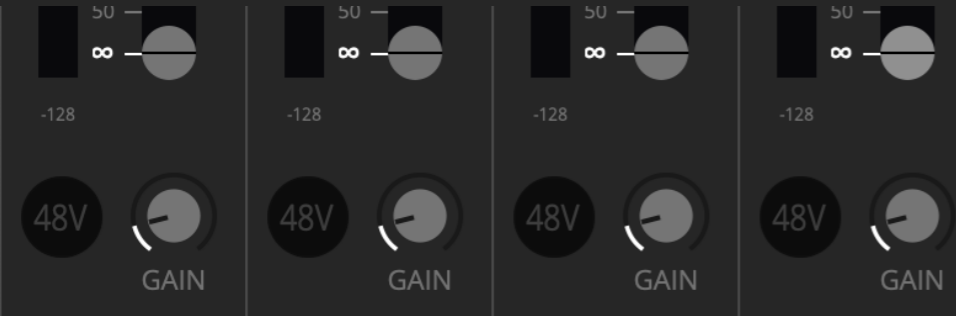 50 50 50 50
∞ ∞ ∞ ∞
-128 -128 -128 -128
48V 48V 48V 48V
GAIN GAIN GAIN GAIN